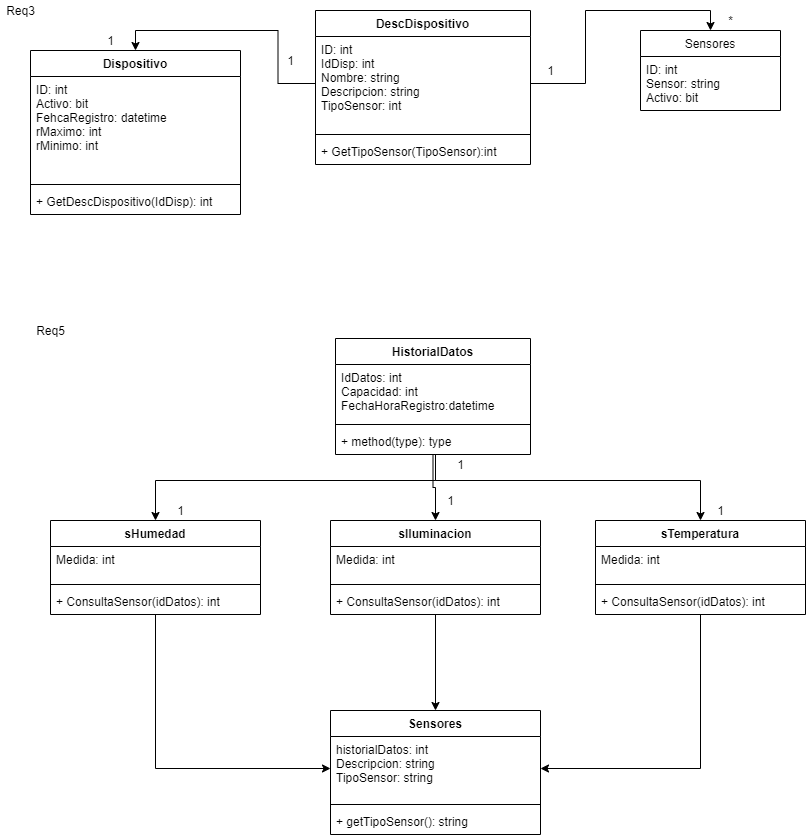 Req3
DescDispositivo
ID: int
IdDisp: int
Nombre: string
Descripcion: string
TipoSensor: int
+ GetTipoSensor(TipoSensor):int
1
1
Dispositivo
ID: int
Activo: bit
FehcaRegistro: datetime
rMaximo: int
rMinimo: int
+ GetDescDispositivo(IdDisp): int
1
*
Sensores
ID: int
Sensor: string
Activo: bit
Req5
HistorialDatos
IdDatos: int
Capacidad: int
FechaHoraRegistro:datetime
+ method(type): type
1
1
1
1
sHumedad
Medida: int
+ ConsultaSensor(idDatos): int
sIluminacion
Medida: int
+ ConsultaSensor(idDatos): int
sTemperatura
Medida: int
+ ConsultaSensor(idDatos): int
Sensores
historialDatos: int
Descripcion: string
TipoSensor: string
+ getTipoSensor(): string